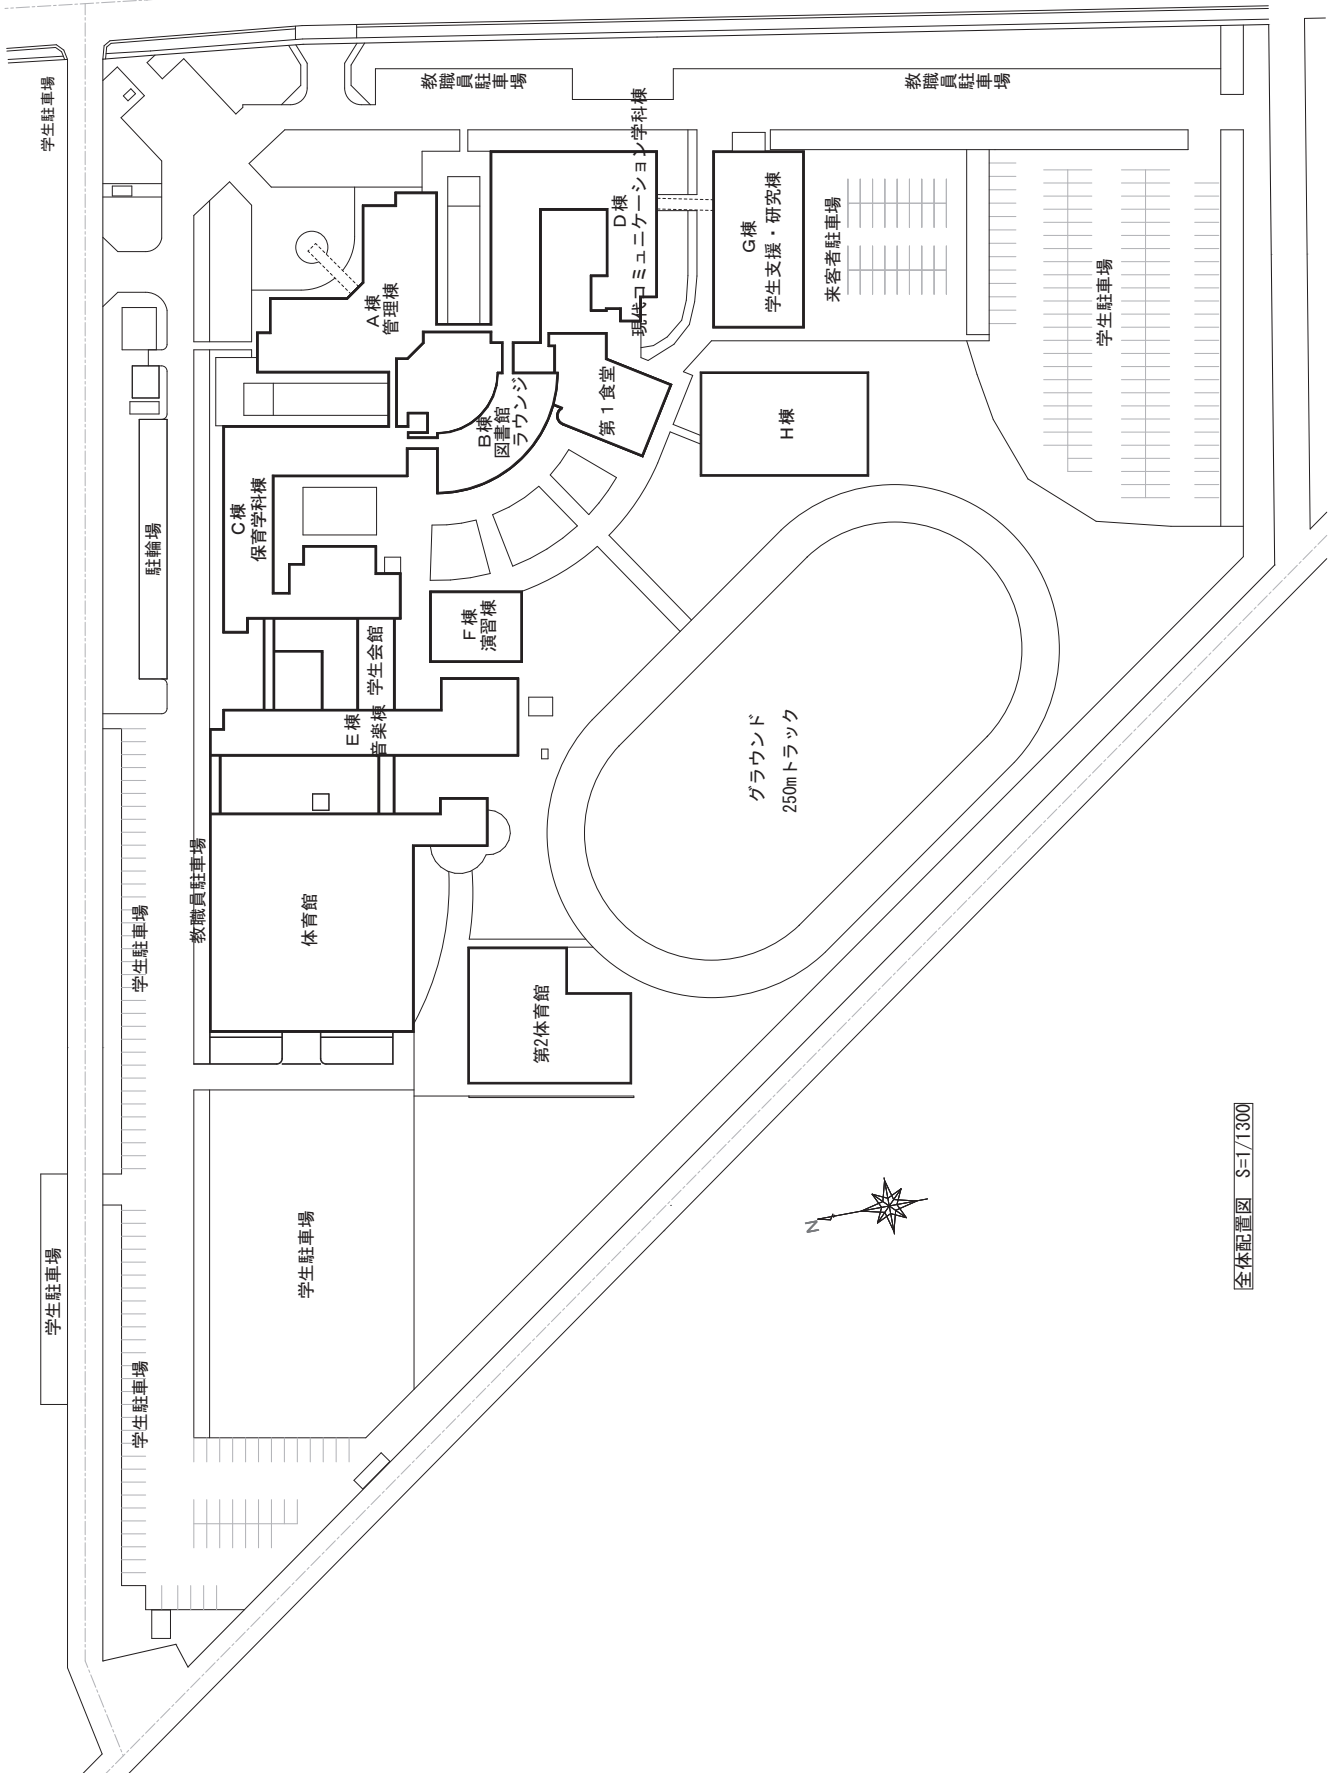 学生駐車場
教職員駐車場
教職員駐車場
D棟
現代コミュニケーション学科棟
G棟
学生支援・研究棟
来客者駐車場
学生駐車場
A棟
管理棟
B棟
図書館
ラウンジ
第1食堂
H棟
C棟
保育学科棟
駐輪場
F棟
演習棟
学生会館
E棟
音楽棟
グラウンド
250mトラック
教職員駐車場
体育館
学生駐車場
第2体育館
学生駐車場
学生駐車場
学生駐車場
N
全体配置図 S=1/1300